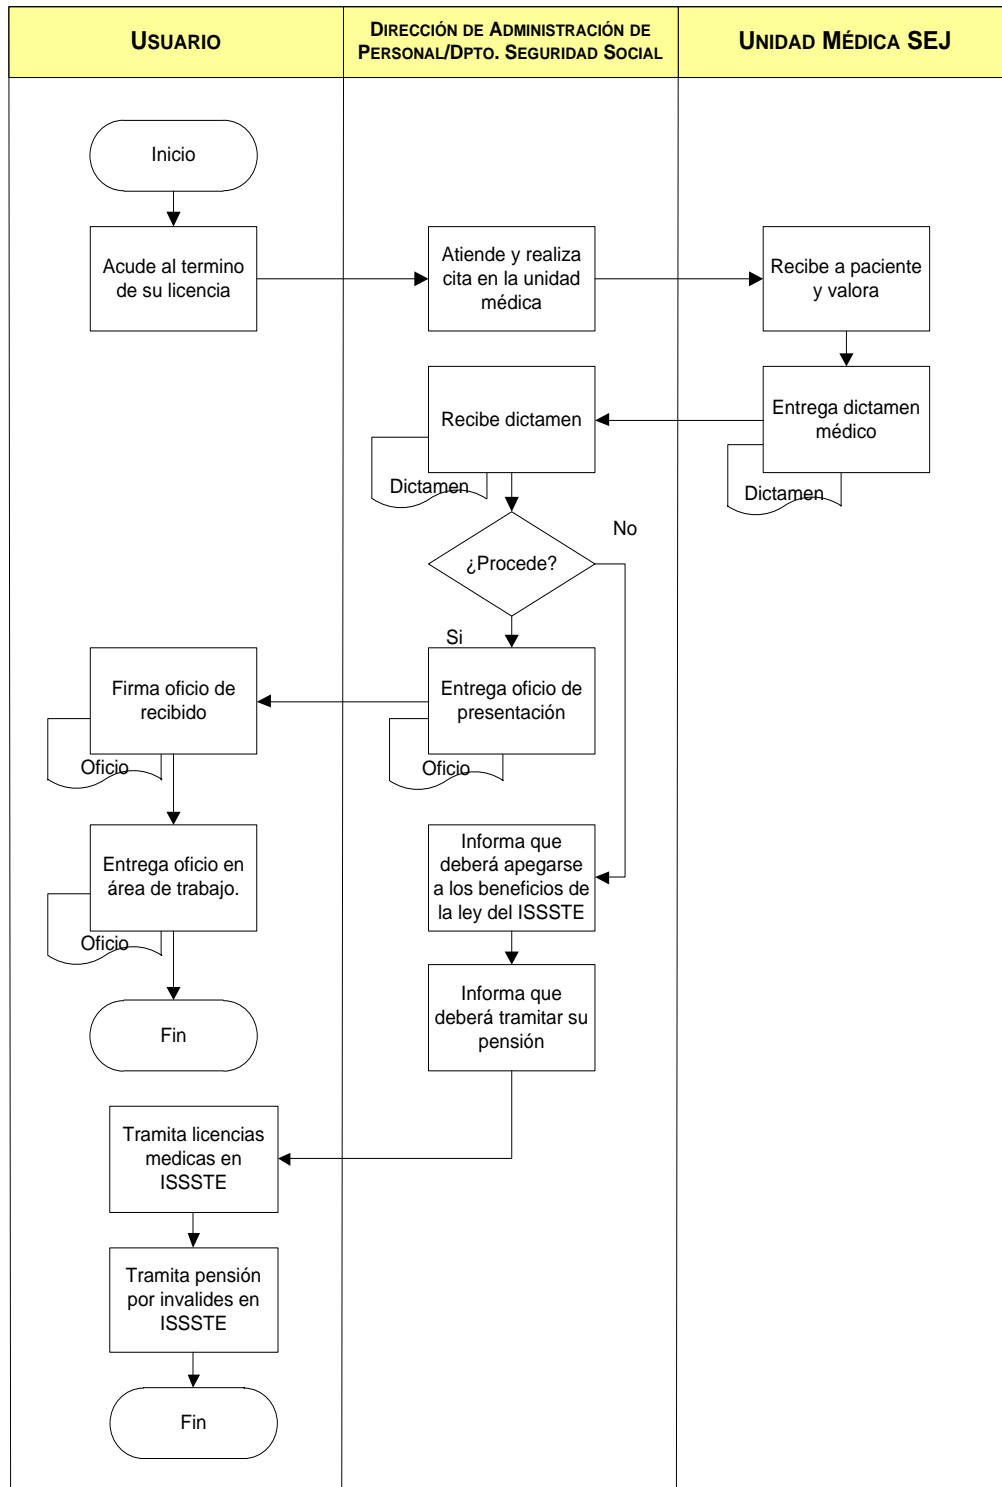 USUARIO
DIRECCIÓN DE ADMINISTRACIÓN DE
PERSONAL/DPTO. SEGURIDAD SOCIAL
UNIDAD MÉDICA SEJ
Inicio
Acude al termino
de su licencia
Atiende y realiza
cita en la unidad
médica
Recibe a paciente
y valora
Recibe dictamen
Dictamen
Entrega dictamen
médico
Dictamen
¿Procede?
No
Si
Firma oficio de
recibido
Oficio
Entrega oficio de
presentación
Oficio
Entrega oficio en
área de trabajo.
Oficio
Informa que
deberá apegarse
a los beneficios de
la ley del ISSSTE
Fin
Informa que
deberá tramitar su
pensión
Tramita licencias
medicas en
ISSSTE
Tramita pensión
por invalides en
ISSSTE
Fin